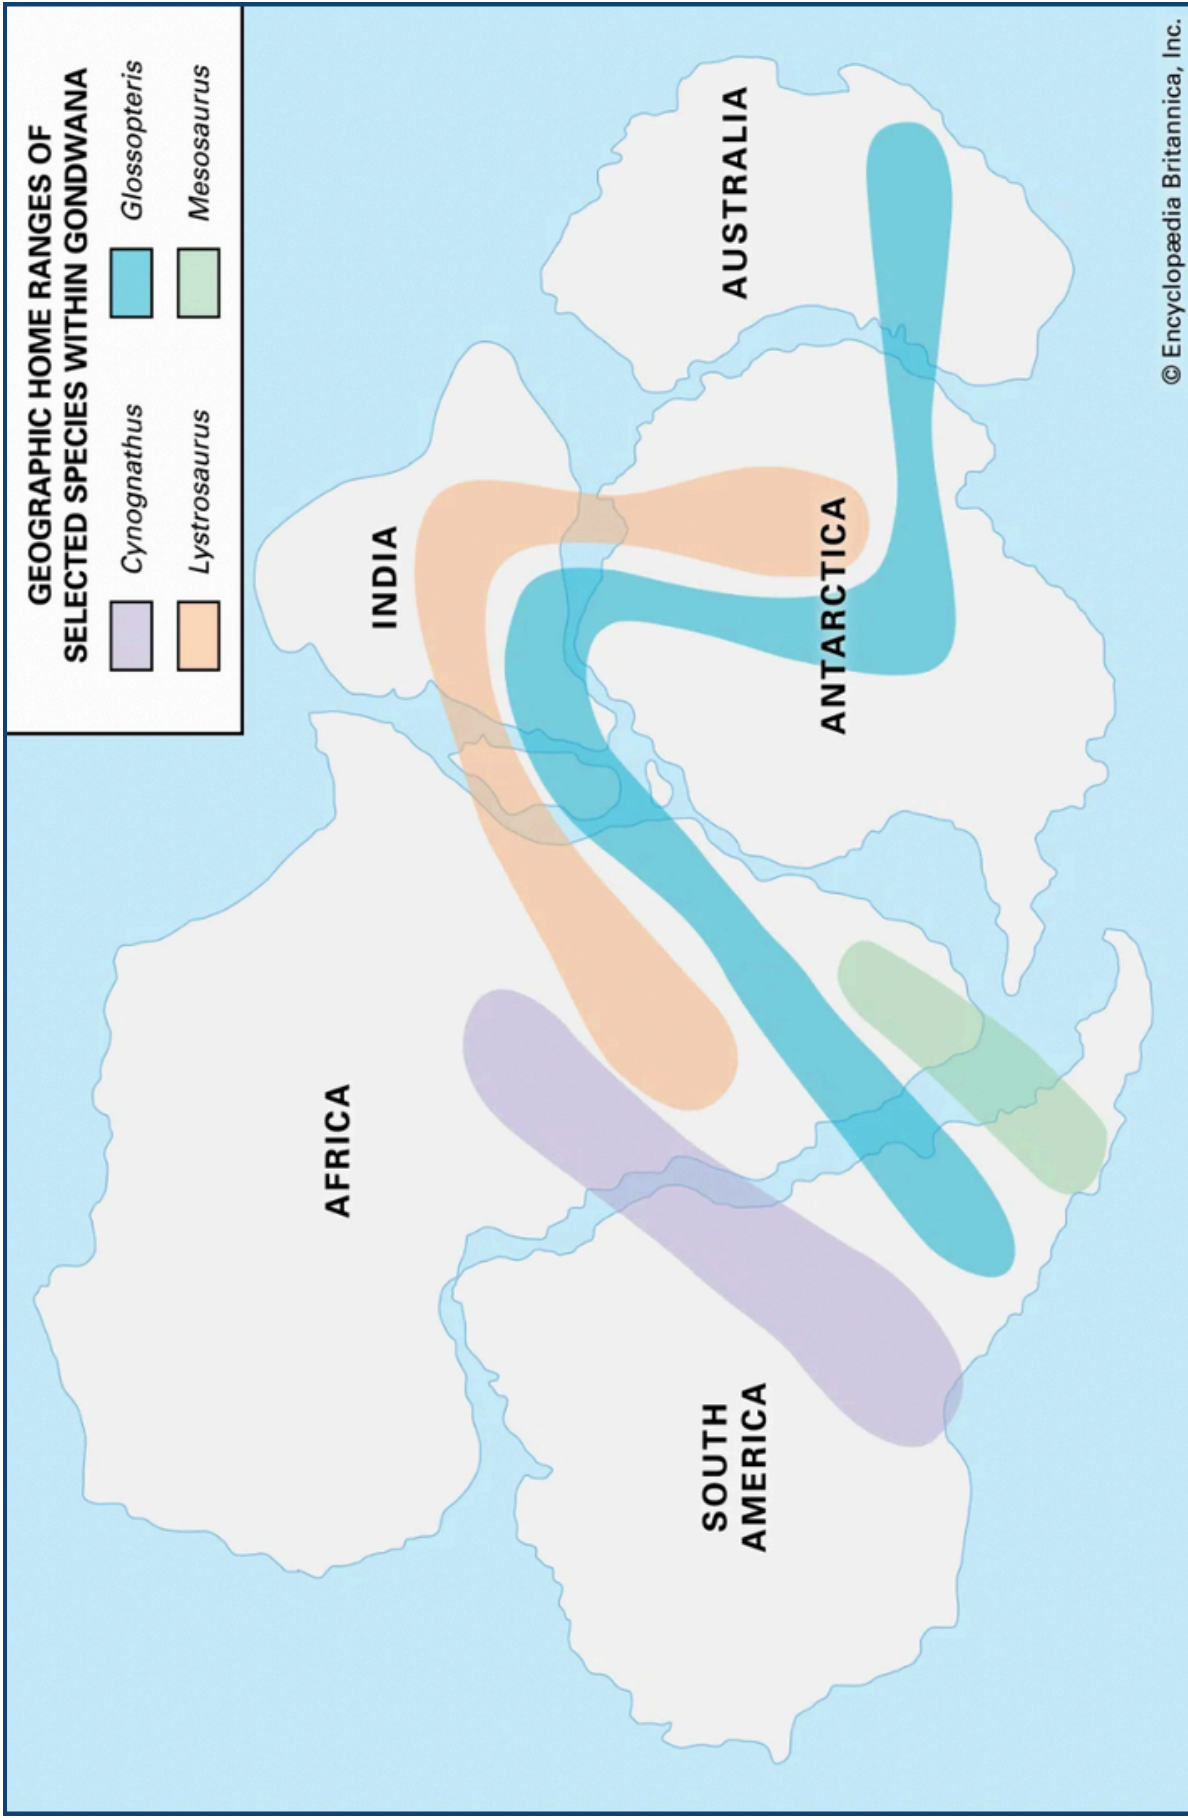 GEOGRAPHIC HOME RANGES OF
SELECTED SPECIES WITHIN GONDWANA
Cynognathus
Glossopteris
Lystrosaurus
Mesosaurus
AFRICA
INDIA
AUSTRALIA
SOUTH
AMERICA
ANTARCTICA
© Encyclopædia Britannica, Inc.